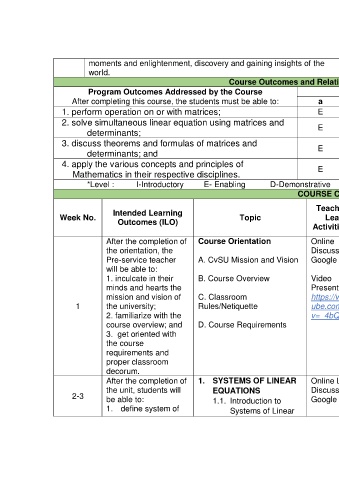 moments and enlightenment, discovery and gaining insights of the
world.
Course Outcomes and Relati
Program Outcomes Addressed by the Course
After completing this course, the students must be able to:
a
1. perform operation on or with matrices;
E
2. solve simultaneous linear equation using matrices and
determinants;
E
3. discuss theorems and formulas of matrices and
determinants; and
E
4. apply the various concepts and principles of
Mathematics in their respective disciplines.
E
*Level : I-Introductory E- Enabling D-Demonstrative
COURSE C
Week No.
Intended Learning
Outcomes (ILO)
Topic
Teach
Lea
Activiti
1
After the completion of
the orientation, the
Pre-service teacher
will be able to:
1. inculcate in their
minds and hearts the
mission and vision of
the university;
2. familiarize with the
course overview; and
3. get oriented with
the course
requirements and
proper classroom
decorum.
Course Orientation
A. CvSU Mission and Vision
B. Course Overview
C. Classroom
Rules/Netiquette
D. Course Requirements
Online
Discuss
Google
Video
Present
https://y
ube.com
v=_4bQ
2-3
After the completion of
the unit, students will
be able to:
1. define system of
1. SYSTEMS OF LINEAR
EQUATIONS
1.1. Introduction to
Systems of Linear
Online L
Discuss
Google